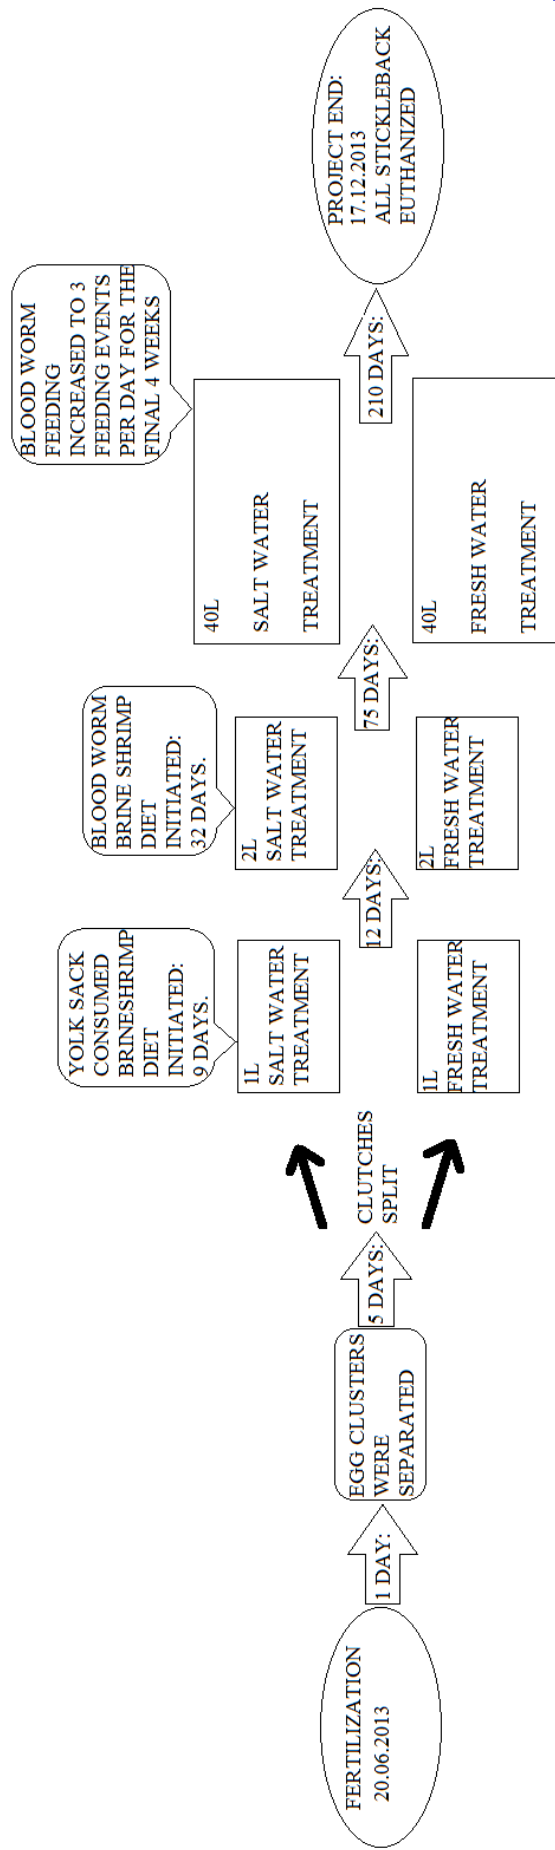 FERTILIZATION
20.06.2013
1 DAY:
EGG CLUSTERS
WERE
SEPARATED
5 DAYS:
CLUTCHES
SPLIT
YOLK SACK
CONSUMED
BRINESHRIMP
DIET
INITIATED:
9 DAYS.
1L
SALT WATER
TREATMENT
1L
FRESH WATER
TREATMENT
12 DAYS:
BLOOD WORM
BRINE SHRIMP
DIET
INITIATED:
32 DAYS.
2L
SALT WATER
TREATMENT
2L
FRESH WATER
TREATMENT
75 DAYS:
BLOOD WORM
FEEDING
INCREASED TO 3
FEEDING EVENTS
PER DAY FOR THE
FINAL 4 WEEKS
40L
SALT WATER
TREATMENT
40L
FRESH WATER
TREATMENT
210 DAYS:
PROJECT END:
17.12.2013
ALL STICKLEBACK
EUTHANIZED